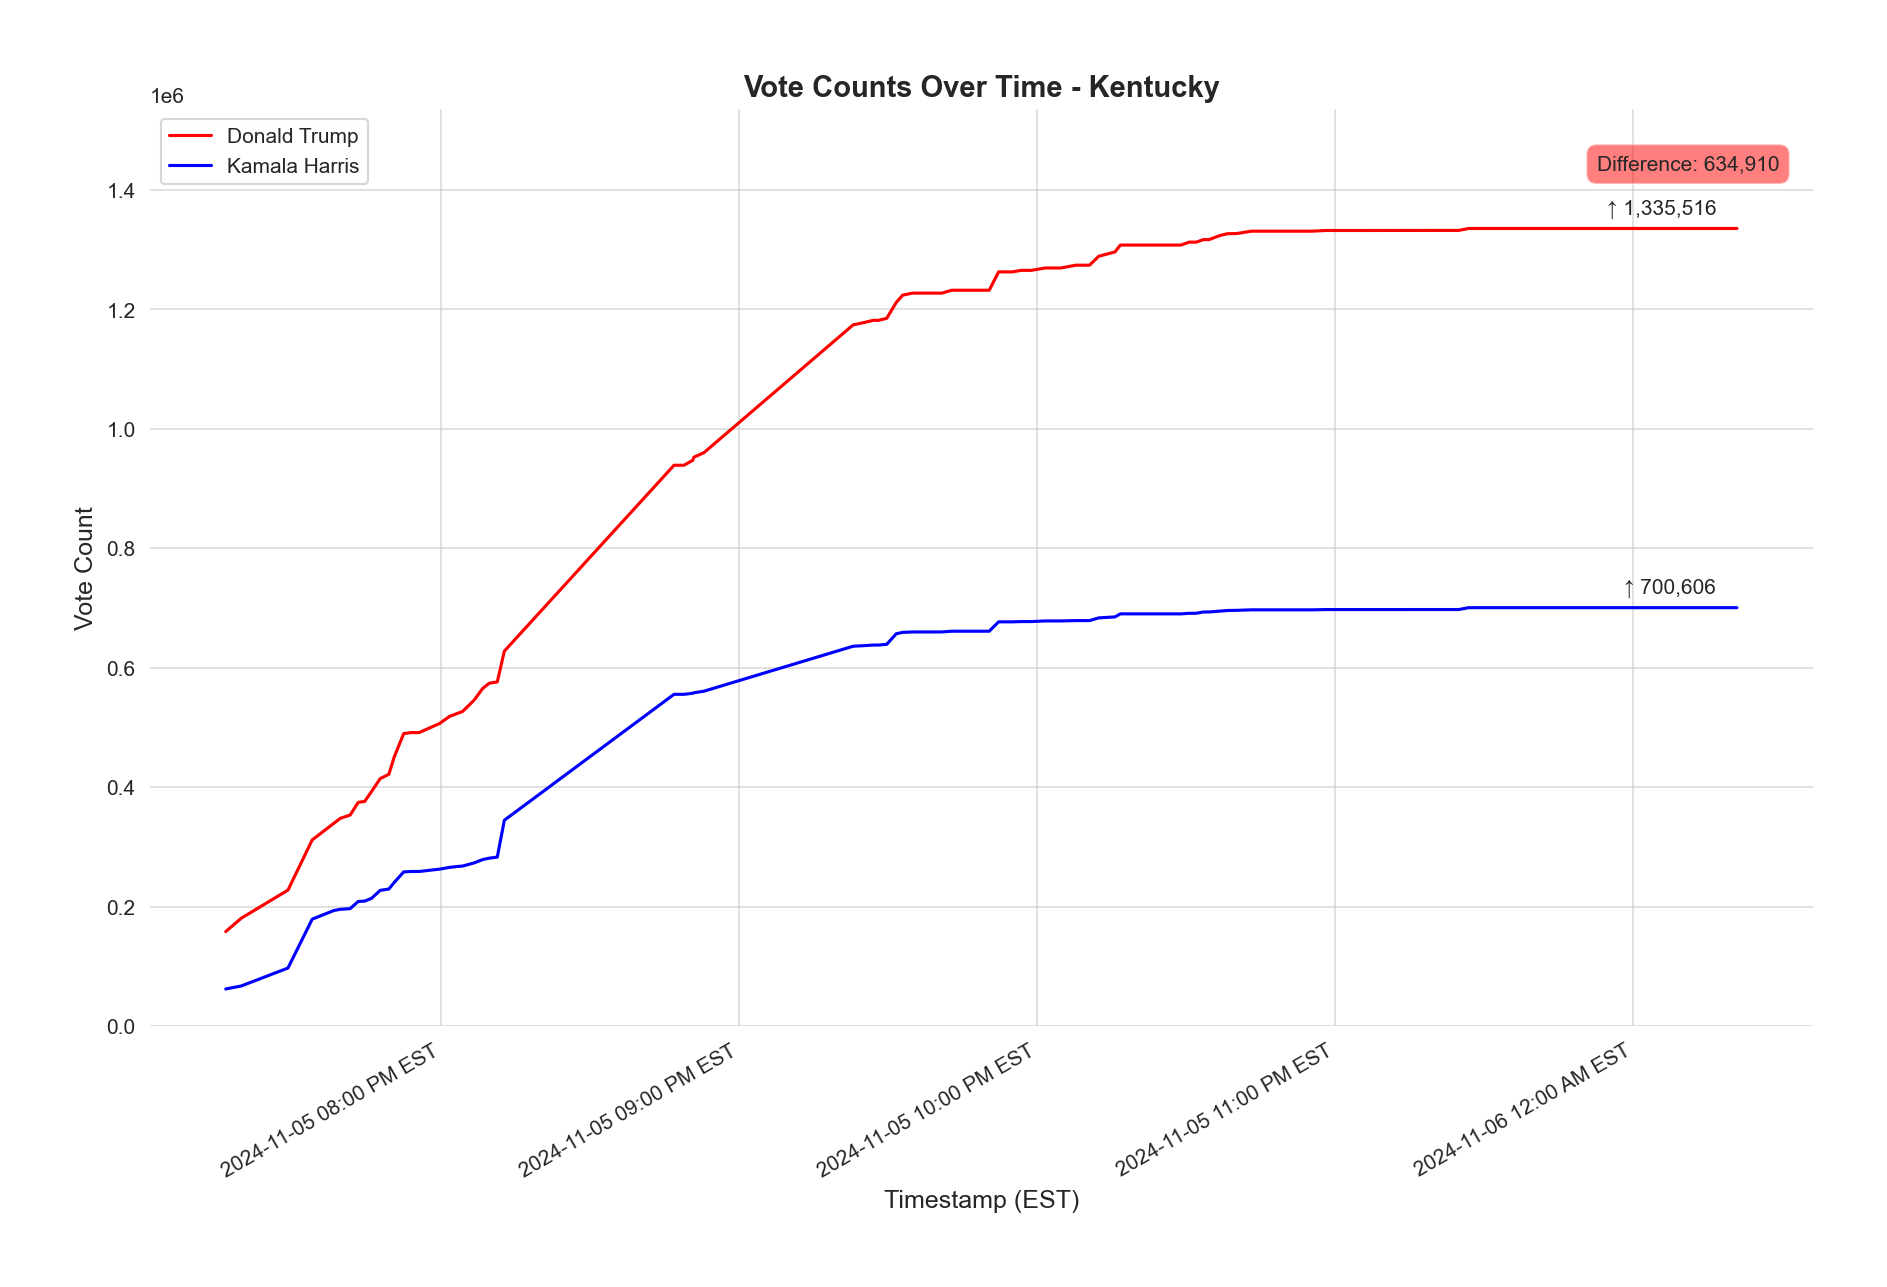 Vote Counts Over Time - Kentucky
1e6
Donald Trump
Kamala Harris
Difference: 634,910
↑ 1,335,516
↑ 700,606
1.4
1.2
1.0
0.8
0.6
0.4
0.2
0.0
Vote Count
2024-11-05 08:00 PM EST
2024-11-05 09:00 PM EST
2024-11-05 10:00 PM EST
2024-11-05 11:00 PM EST
2024-11-06 12:00 AM EST
Timestamp (EST)